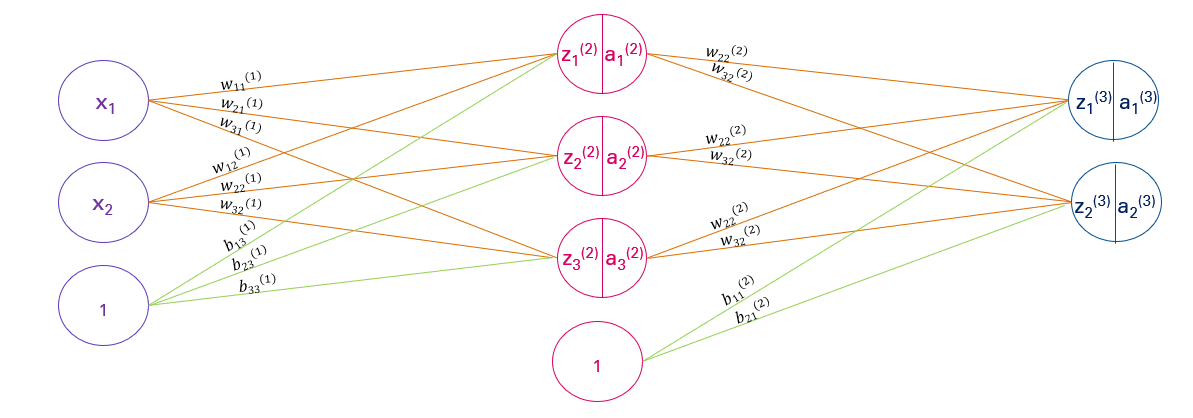 x₁
x₂
1
w₁₁⁽¹⁾
w₂₁⁽¹⁾
w₃₁⁽¹⁾
w₁₂⁽¹⁾
w₂₂⁽¹⁾
w₃₂⁽¹⁾
b₁₃⁽¹⁾
b₂₃⁽¹⁾
b₃₃⁽¹⁾
z₁⁽²⁾ a₁⁽²⁾
z₂⁽²⁾ a₂⁽²⁾
z₃⁽²⁾ a₃⁽²⁾
1
w₂₂⁽²⁾
w₃₂⁽²⁾
w₂₂⁽²⁾
w₃₂⁽²⁾
w₂₂⁽²⁾
w₃₂⁽²⁾
b₁₁⁽²⁾
b₂₁⁽²⁾
z₁⁽³⁾ a₁⁽³⁾
z₂⁽³⁾ a₂⁽³⁾